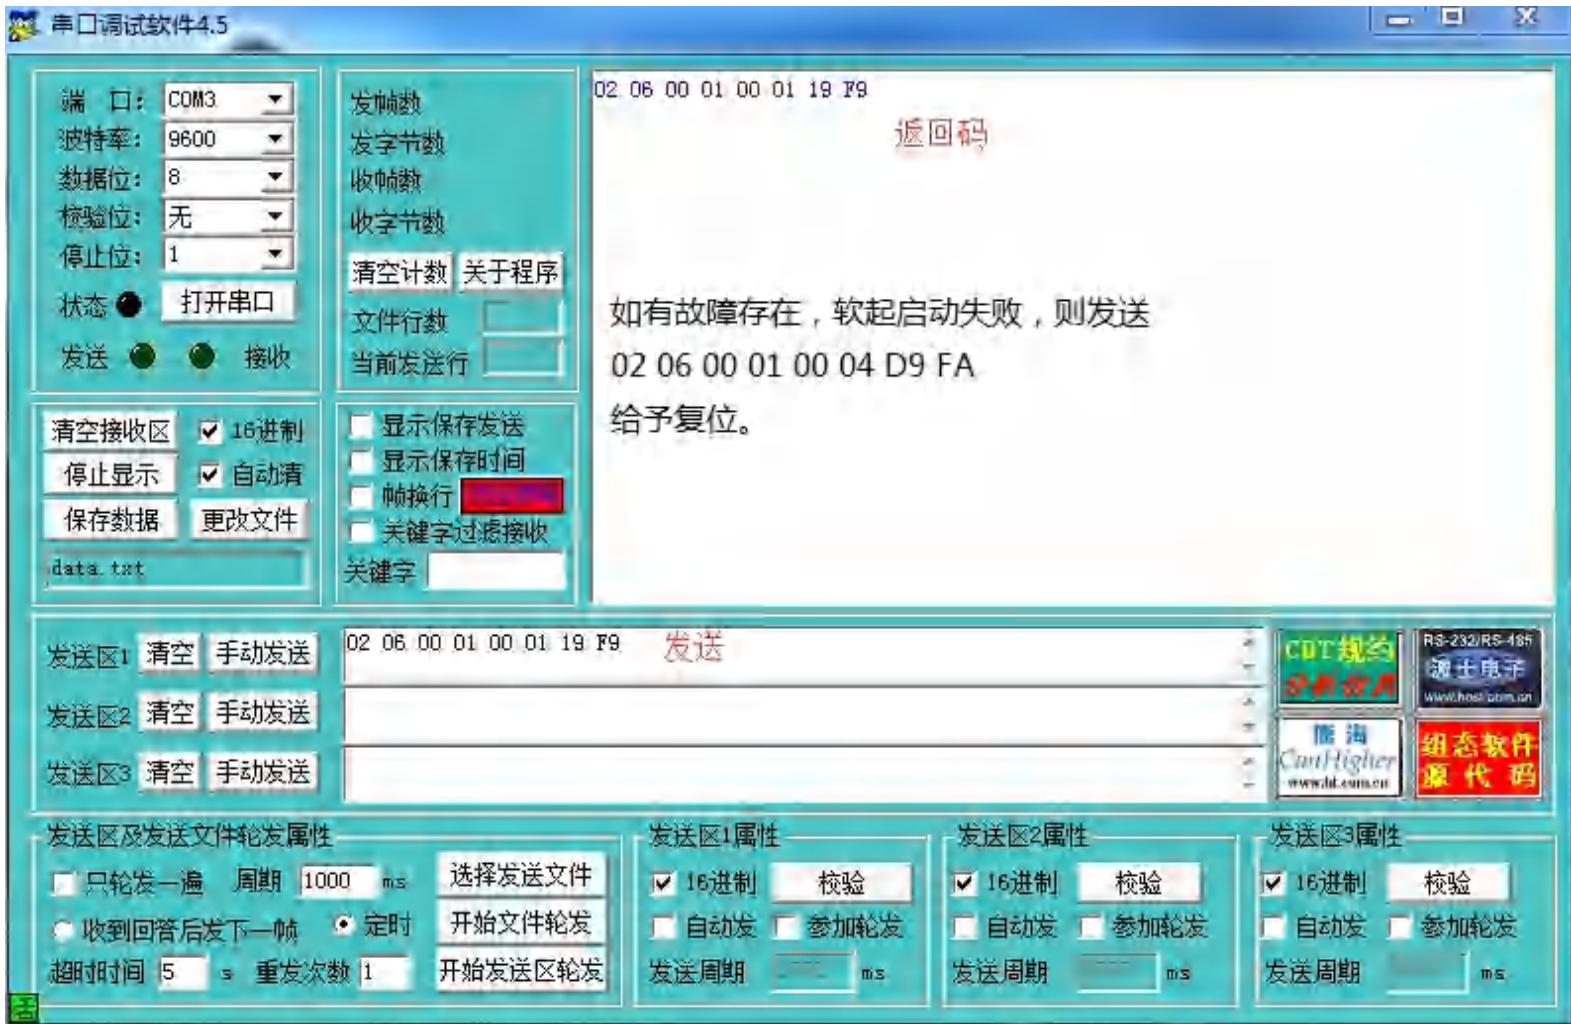 串口调试软件4.5
端 口： COM3
波特率： 9600
数据位： 8
校验位： 无
停止位： 1
状态 打开串口
发送 接收
发帧数
发字节数
收帧数
收字节数
清空计数 关于程序
文件行数
当前发送行
02 06 00 01 00 01 19 F9
返回码
如有故障存在，软起启动失败，则发送
02 06 00 01 00 04 D9 FA
给予复位。
清空接收区 16进制
停止显示 自动清
保存数据 更改文件
data.txt
显示保存发送
显示保存时间
帧换行
关键字过滤接收
关键字
发送区1 清空 手动发送 02 06 00 01 00 01 19 F9 发送
发送区2 清空 手动发送
发送区3 清空 手动发送
CDT规约
RS-232/RS-485
波士电子
CanHigher
组态软件
源代码
发送区及发送文件轮发属性
只轮发一遍 周期 1000 ms 选择发送文件
收到回答后发下一帧 定时 开始文件轮发
超时时间 5 s 重发次数 1 开始发送区轮发
发送区1属性
16进制 校验
自动发 参加轮发
发送周期 ms
发送区2属性
16进制 校验
自动发 参加轮发
发送周期 ms
发送区3属性
16进制 校验
自动发 参加轮发
发送周期 ms